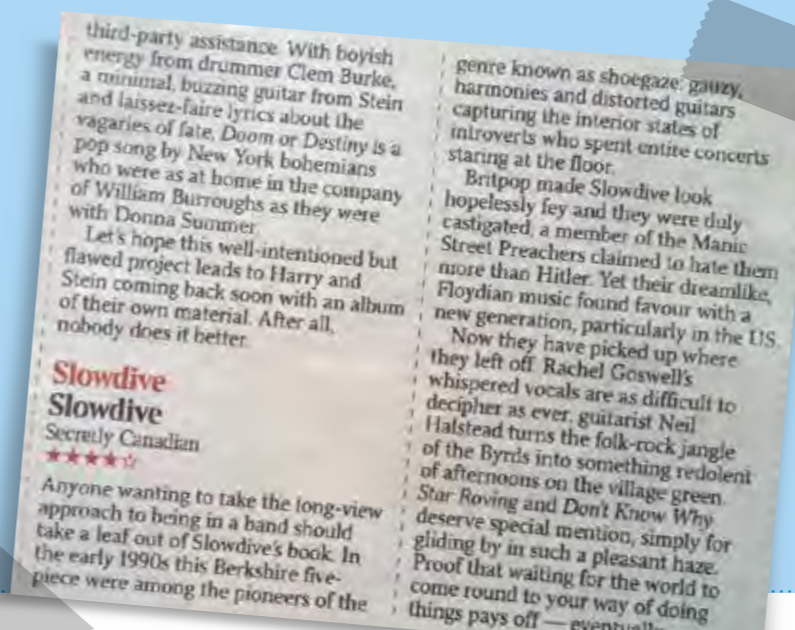 third-party assistance. With boyish
energy from drummer Clem Burke,
a minimal, buzzing guitar from Stein
and laissez-faire lyrics about the
vagaries of fate, Doom or Destiny is a
pop song by New York bohemians
who were as at home in the company
of William Burroughs as they were
with Donna Summer.
Let's hope this well-intentioned but
flawed project leads to Harry and
Stein coming back soon with an album
of their own material. After all,
nobody does it better.
Slowdive
Slowdive
Secretly Canadian
★★★★☆
Anyone wanting to take the long-view
approach to being in a band should
take a leaf out of Slowdive's book. In
the early 1990s this Berkshire five-
piece were among the pioneers of the
genre known as shoegaze: gauzy,
harmonies and distorted guitars
capturing the interior states of
introverts who spent entire concerts
staring at the floor.
Britpop made Slowdive look
hopelessly fey and they were duly
castigated; a member of the Manic
Street Preachers claimed to hate them
more than Hitler. Yet their dreamlike,
Floydian music found favour with a
new generation, particularly in the US.
Now they have picked up where
they left off. Rachel Goswell's
whispered vocals are as difficult to
decipher as ever; guitarist Neil
Halstead turns the folk-rock jangle
of the Byrds into something redolent
of afternoons on the village green.
Star Roving and Don't Know Why
deserve special mention, simply for
gliding by in such a pleasant haze.
Proof that waiting for the world to
come round to your way of doing
things pays off — eventually